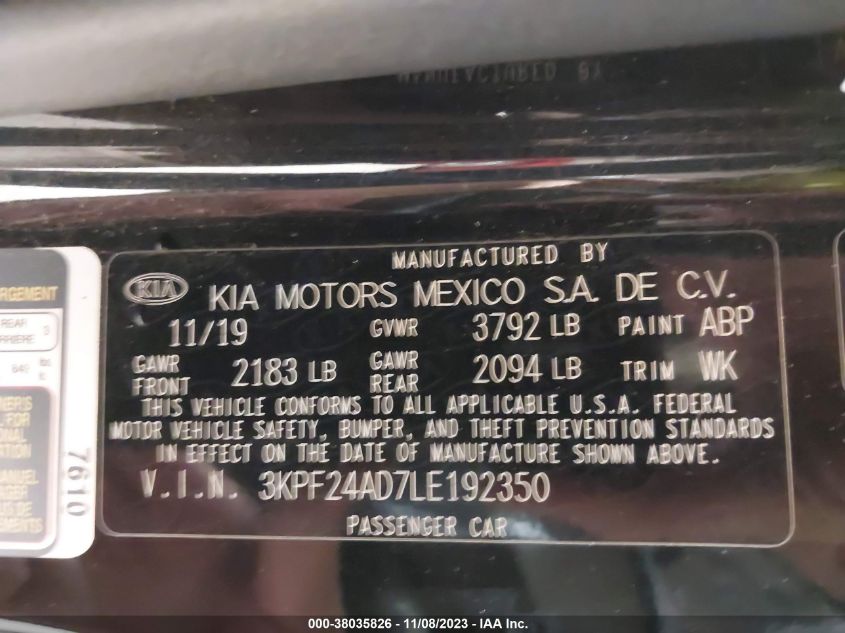 MANUFACTURED BY
KIA KIA MOTORS MEXICO S.A. DE C.V.
11/19 GVWR 3792 LB PAINT ABP
GAWR FRONT 2183 LB GAWR REAR 2094 LB TRIM WK
THIS VEHICLE CONFORMS TO ALL APPLICABLE U.S.A. FEDERAL
MOTOR VEHICLE SAFETY, BUMPER, AND THEFT PREVENTION STANDARDS
IN EFFECT ON THE DATE OF MANUFACTURE SHOWN ABOVE.
V.I.N. 3KPF24AD7LE192350
PASSENGER CAR
REAR
7610
000-38035826 - 11/08/2023 - IAA Inc.